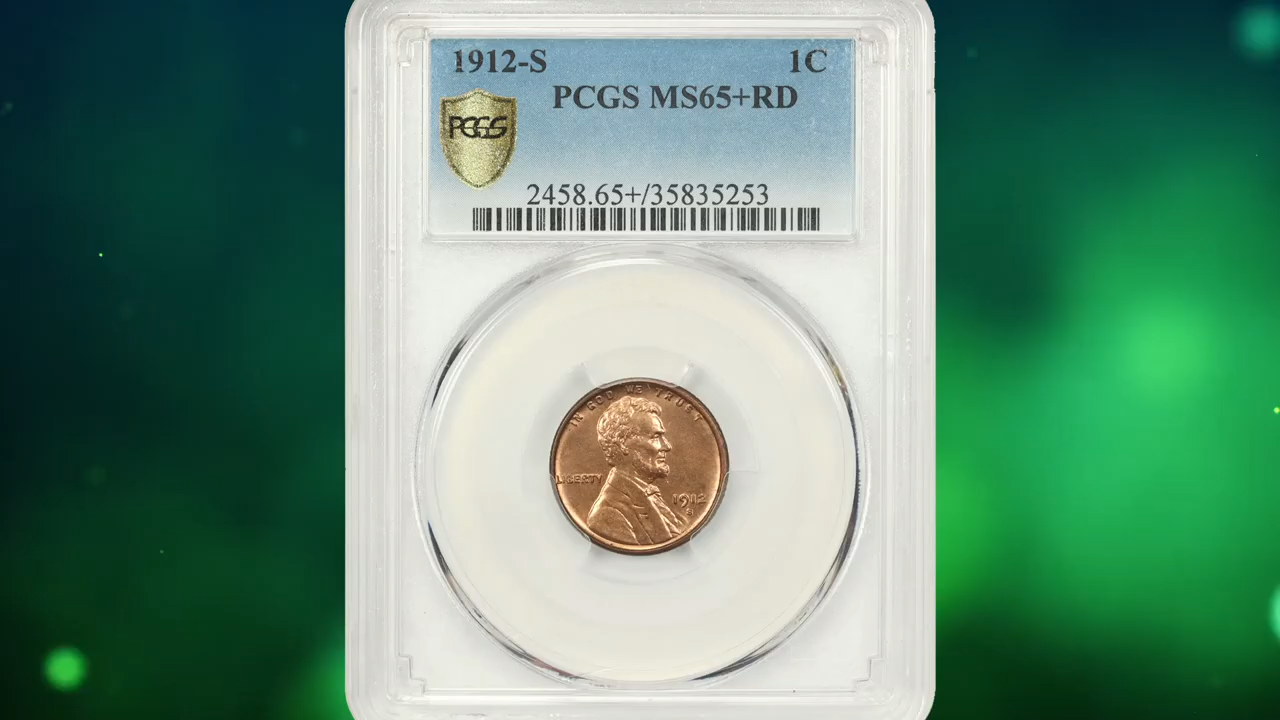 1912-S 1C
PCGS MS65+RD
PCGS
2458.65+/35835253
IN GOD WE TRUST
LIBERTY
1912
S